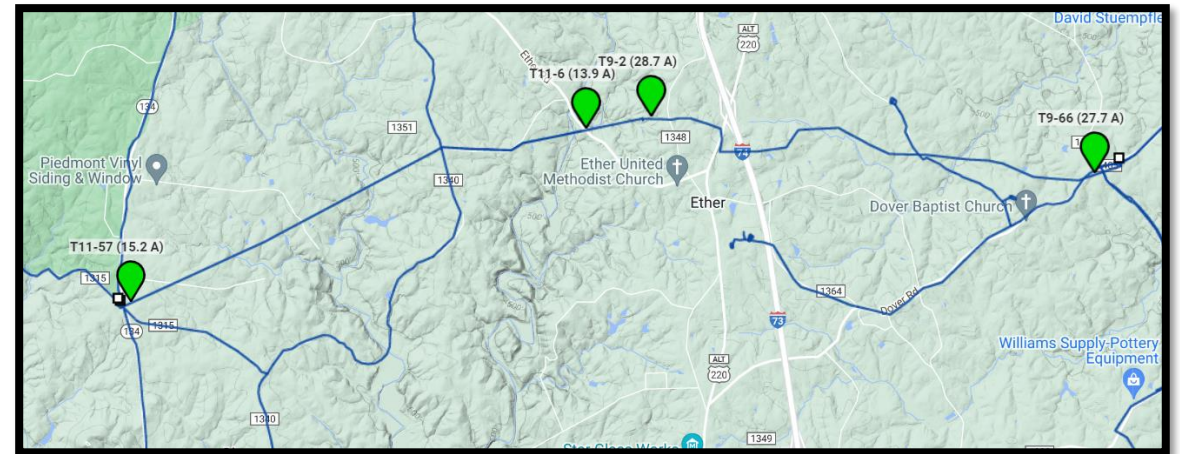 David Stuempfle
ALT
220
T9-2 (28.7 A)
T11-6 (13.9 A)
134
1351
1348
T9-66 (27.7 A)
74
Piedmont Vinyl
Siding & Window
1340
Ether United
Methodist Church
Ether
Dover Baptist Church
T11-57 (15.2 A)
1315
1364
Dover Rd
134
1315
73
Williams Supply-Pottery
Equipment
ALT
220
1310
1349